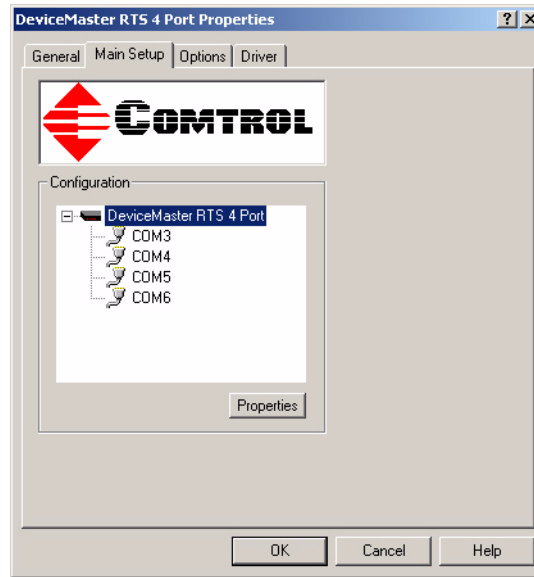 DeviceMaster RTS 4 Port Properties
General Main Setup Options Driver
COMTROL
Configuration
DeviceMaster RTS 4 Port
COM3
COM4
COM5
COM6
Properties
OK Cancel Help